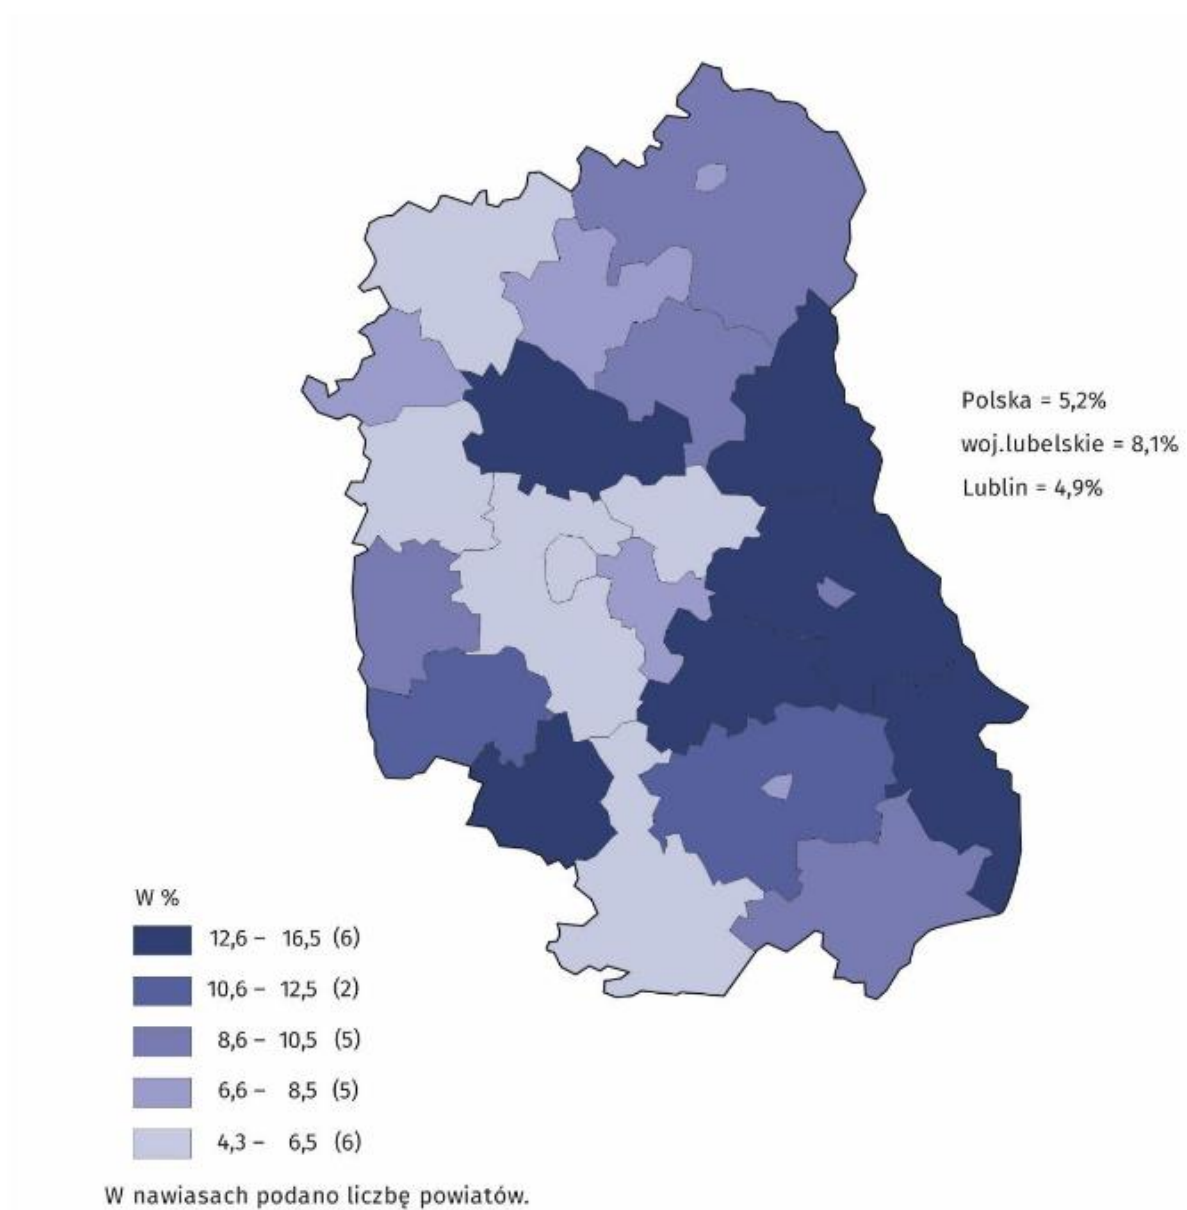 Polska = 5,2%
woj.lubelskie = 8,1%
Lublin = 4,9%
W %
12,6 – 16,5 (6)
10,6 – 12,5 (2)
8,6 – 10,5 (5)
6,6 – 8,5 (5)
4,3 – 6,5 (6)
W nawiasach podano liczbę powiatów.